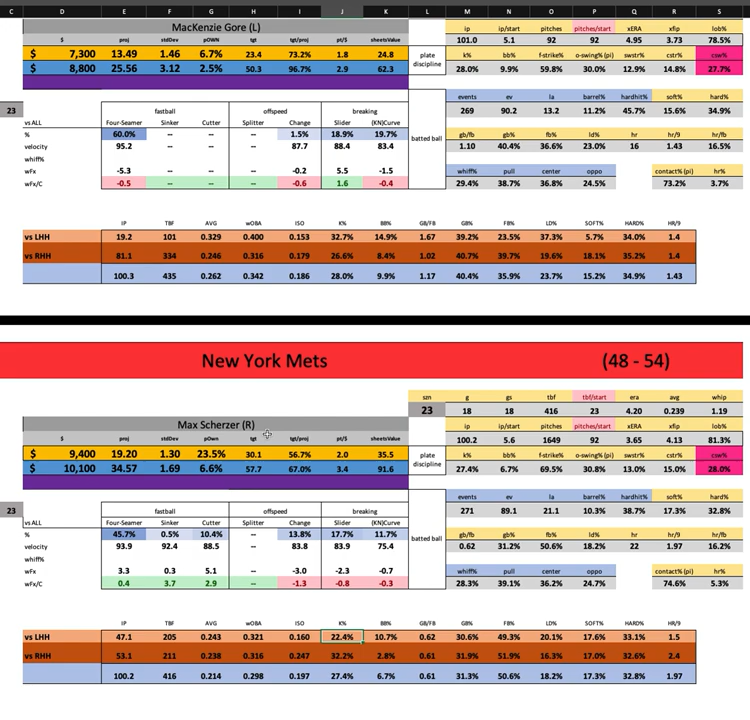 C D E F G H I J K L M N O P Q R S
MacKenzie Gore (L)
$ proj stdDev pOWN tgt tgt/proj pt/$ sheetsValue
$ 7,300 13.49 1.46 6.7% 23.4 73.2% 1.8 24.8
$ 8,800 25.56 3.12 2.5% 50.3 96.7% 2.9 62.3
ip ip/start pitches pitches/start xERA xfip lob%
101.0 5.1 92 92 4.95 3.73 78.5%
plate discipline
k% bb% f-strike% o-swing% (pi) swstr% cstr% csw%
28.0% 9.9% 59.8% 30.0% 12.9% 14.8% 27.7%
23
fastball offspeed breaking
vs ALL Four-Seamer Sinker Cutter Splitter Change Slider (KN)Curve
% 60.0% -- -- -- 1.5% 18.9% 19.7%
velocity 95.2 87.7 88.4 83.4
whiff%
wFx -5.3 -0.2 5.5 -1.5
wFx/C -0.5 -- -- -- -0.6 1.6 -0.4
batted ball
events ev la barrel% hardhit% soft% hard%
269 90.2 13.2 11.2% 45.7% 15.6% 34.9%
gb/fb gb% fb% ld% hr hr/9 hr/fb
1.10 40.4% 36.6% 23.0% 16 1.43 16.5%
whiff% pull center oppo contact% (pi) hr%
29.4% 38.7% 36.8% 24.5% 73.2% 3.7%
IP TBF AVG wOBA ISO K% BB% GB/FB GB% FB% LD% SOFT% HARD% HR/9
vs LHH 19.2 101 0.329 0.400 0.153 32.7% 14.9% 1.67 39.2% 23.5% 37.3% 5.7% 34.0% 1.4
vs RHH 81.1 334 0.246 0.316 0.179 26.6% 8.4% 1.02 40.7% 39.7% 19.6% 18.1% 35.2% 1.4
100.3 435 0.262 0.342 0.186 28.0% 9.9% 1.17 40.4% 35.9% 23.7% 15.2% 34.9% 1.43
New York Mets (48 - 54)
szn g gs tbf tbf/start era avg whip
23 18 18 416 23 4.20 0.239 1.19
Max Scherzer (R)
$ proj stdDev pOwn tgt tgt/proj pt/$ sheetsValue
$ 9,400 19.20 1.30 23.5% 30.1 56.7% 2.0 35.5
$ 10,100 34.57 1.69 6.6% 57.7 67.0% 3.4 91.6
ip ip/start pitches pitches/start xERA xfip lob%
100.2 5.6 1649 92 3.65 4.13 81.3%
plate discipline
k% bb% f-strike% o-swing% (pi) swstr% cstr% csw%
27.4% 6.7% 69.5% 30.8% 13.0% 15.0% 28.0%
23
fastball offspeed breaking
vs ALL Four-Seamer Sinker Cutter Splitter Change Slider (KN)Curve
% 45.7% 0.5% 10.4% -- 13.8% 17.7% 11.7%
velocity 93.9 92.4 88.5 -- 83.8 83.9 75.4
whiff%
wFx 3.3 0.3 5.1 -3.0 -2.3 -0.7
wFx/C 0.4 3.7 2.9 -- -1.3 -0.8 -0.3
batted ball
events ev la barrel% hardhit% soft% hard%
271 89.1 21.1 10.3% 38.7% 17.3% 32.8%
gb/fb gb% fb% ld% hr hr/9 hr/fb
0.62 31.2% 50.6% 18.2% 22 1.97 16.2%
whiff% pull center oppo contact% (pi) hr%
28.3% 39.1% 36.2% 24.7% 74.6% 5.3%
IP TBF AVG wOBA ISO K% BB% GB/FB GB% FB% LD% SOFT% HARD% HR/9
vs LHH 47.1 205 0.243 0.321 0.160 22.4% 10.7% 0.62 30.6% 49.3% 20.1% 17.6% 33.1% 1.5
vs RHH 53.1 211 0.238 0.316 0.247 32.2% 2.8% 0.61 31.9% 51.9% 16.3% 17.0% 32.6% 2.4
100.2 416 0.214 0.298 0.197 27.4% 6.7% 0.61 31.3% 50.6% 18.2% 17.3% 32.8% 1.97